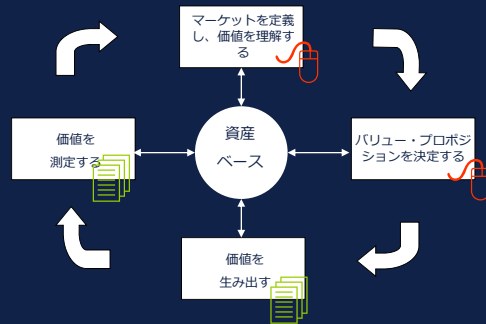 マーケットを定義
し、価値を理解す
る
価値を
測定する
資産
ベース
バリュー・プロポジ
ションを決定する
価値を
生み出す